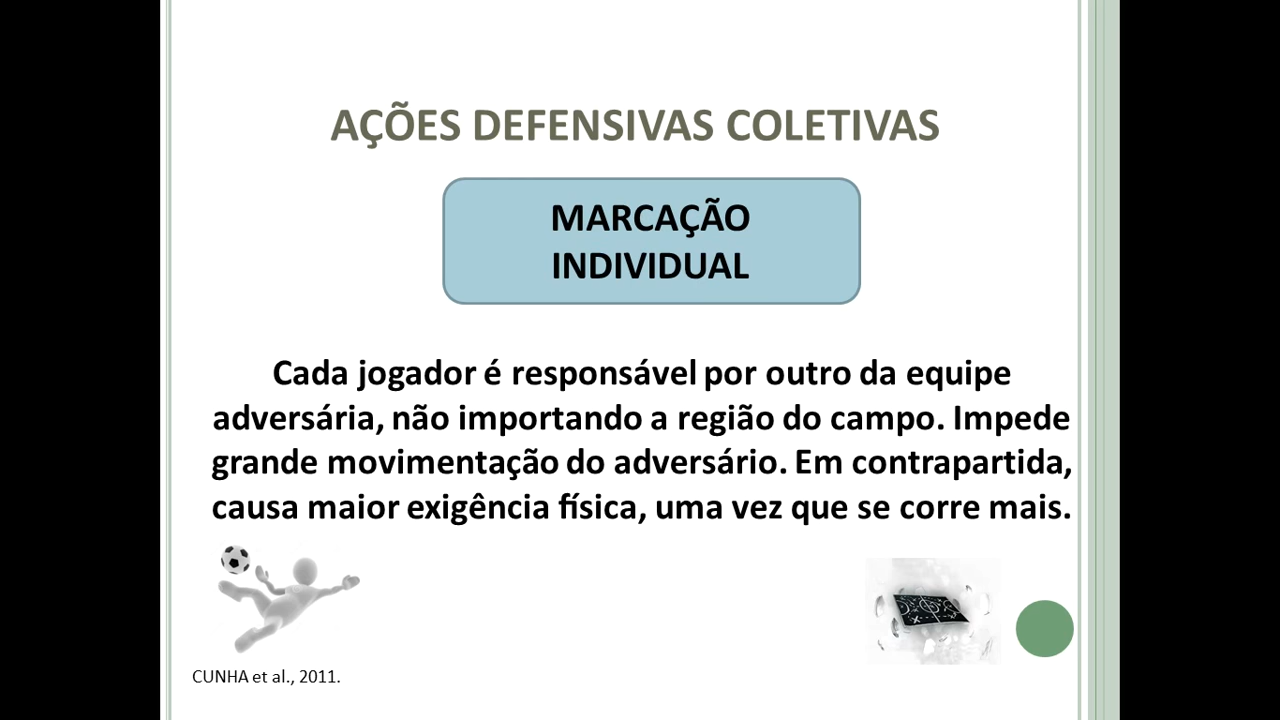 AÇÕES DEFENSIVAS COLETIVAS
MARCAÇÃO
INDIVIDUAL
Cada jogador é responsável por outro da equipe
adversária, não importando a região do campo. Impede
grande movimentação do adversário. Em contrapartida,
causa maior exigência física, uma vez que se corre mais.
CUNHA et al., 2011.